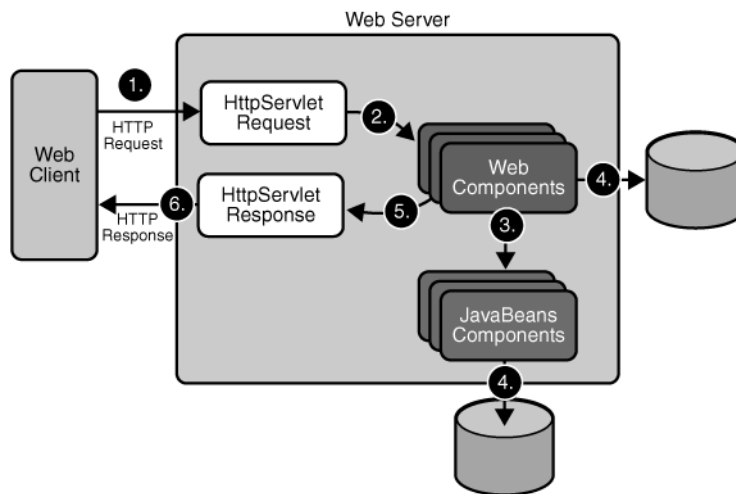 Web Server
1.
HttpServlet
Request
2.
HTTP
Request
Web
Client
Web
Components
4.
HttpServlet
Response
6.
5.
HTTP
Response
3.
JavaBeans
Components
4.